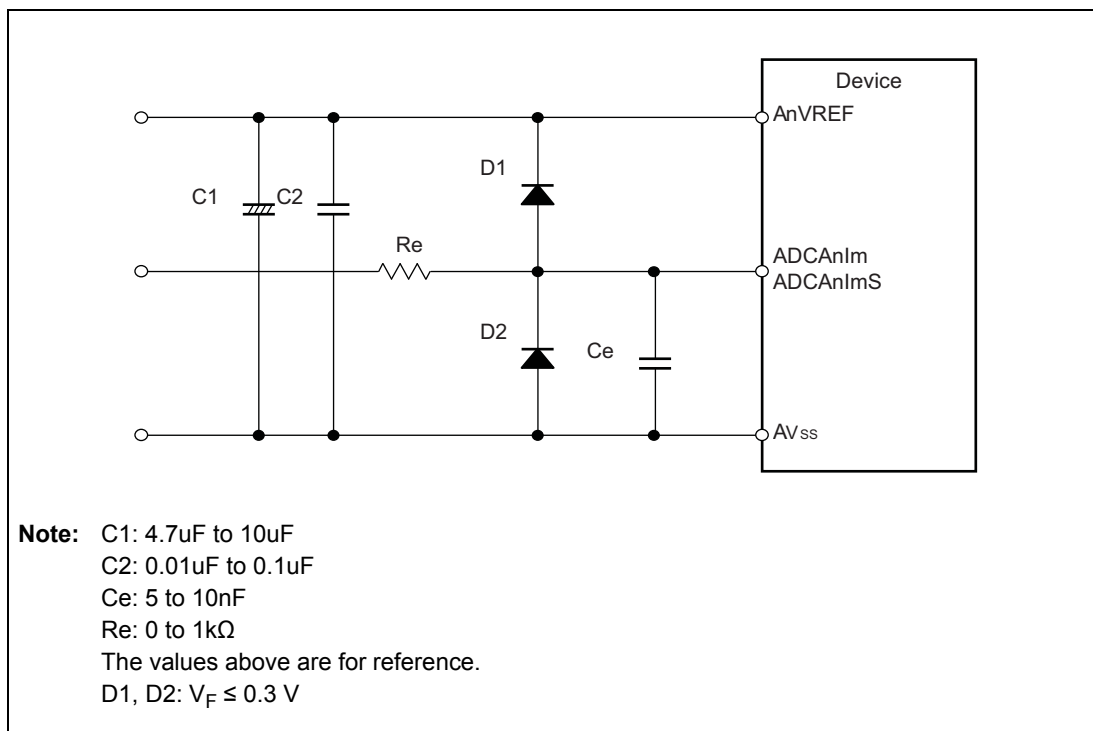 Device
AnVREF
D1
C1
C2
Re
ADCAnIm
ADCAnImS
D2
Ce
AVss
Note: C1: 4.7uF to 10uF
C2: 0.01uF to 0.1uF
Ce: 5 to 10nF
Re: 0 to 1kΩ
The values above are for reference.
D1, D2: VF ≤ 0.3 V